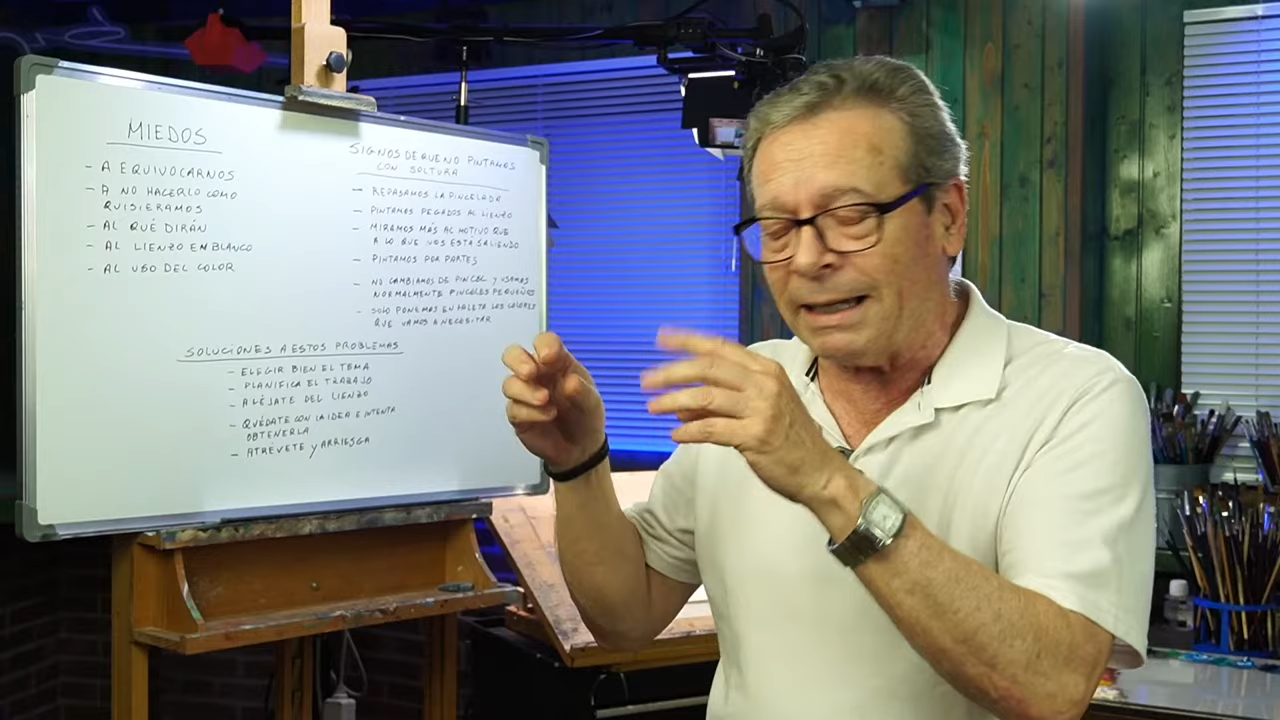 MIEDOS
- A EQUIVOCARNOS
- A NO HACERLO COMO
QUISIERAMOS
- AL QUÉ DIRÁN
- AL LIENZO EN BLANCO
- AL USO DEL COLOR
SIGNOS DE QUE NO PINTAMOS
CON SOLTURA
- REPASAMOS LA PINCELADA
- PINTAMOS PEGADOS AL LIENZO
- MIRAMOS MÁS AL MOTIVO QUE
A LO QUE NOS ESTÁ SALIENDO
- PINTAMOS POR PARTES
- NO CAMBIAMOS DE PINCEL Y USAMOS
NORMALMENTE PINCELES PEQUEÑOS
- SOLO PONEMOS EN PALETA LOS COLORES
QUE VAMOS A NECESITAR
SOLUCIONES A ESTOS PROBLEMAS
- ELEGIR BIEN EL TEMA
- PLANIFICA EL TRABAJO
- ALÉJATE DEL LIENZO
- QUÉDATE CON LA IDEA E INTENTA
OBTENERLA
- ATREVETE Y ARRIESGA